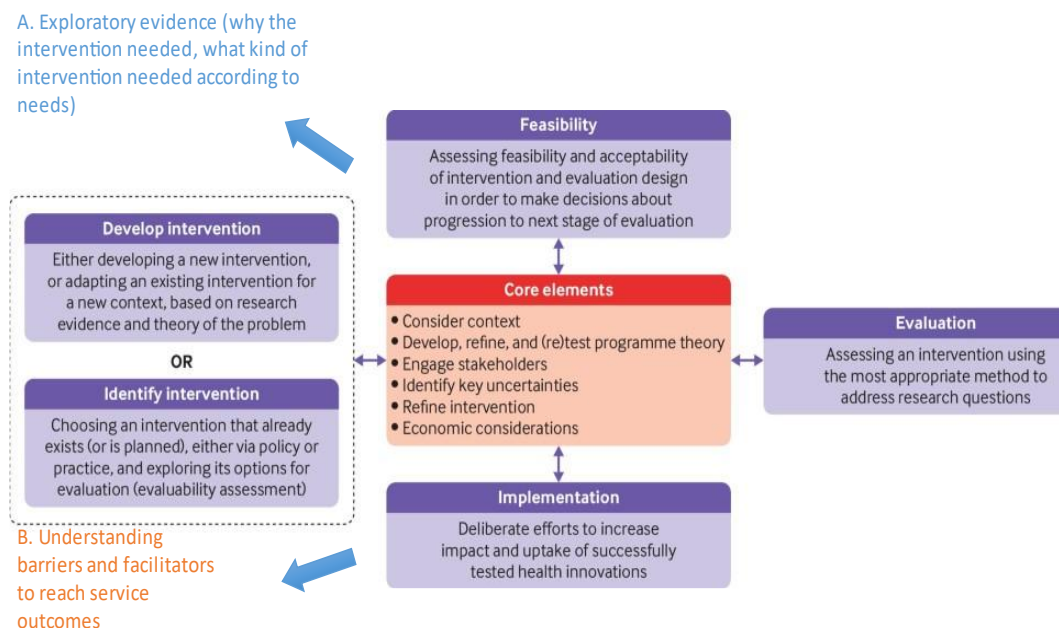 A. Exploratory evidence (why the
intervention needed, what kind of
intervention needed according to
needs)
Feasibility
Assessing feasibility and acceptability
of intervention and evaluation design
in order to make decisions about
progression to next stage of evaluation
Develop intervention
Either developing a new intervention,
or adapting an existing intervention for
a new context, based on research
evidence and theory of the problem
OR
Identify intervention
Choosing an intervention that already
exists (or is planned), either via policy or
practice, and exploring its options for
evaluation (evaluability assessment)
Core elements
• Consider context
• Develop, refine, and (re)test programme theory
• Engage stakeholders
• Identify key uncertainties
• Refine intervention
• Economic considerations
Evaluation
Assessing an intervention using
the most appropriate method to
address research questions
Implementation
Deliberate efforts to increase
impact and uptake of successfully
tested health innovations
B. Understanding
barriers and facilitators
to reach service
outcomes